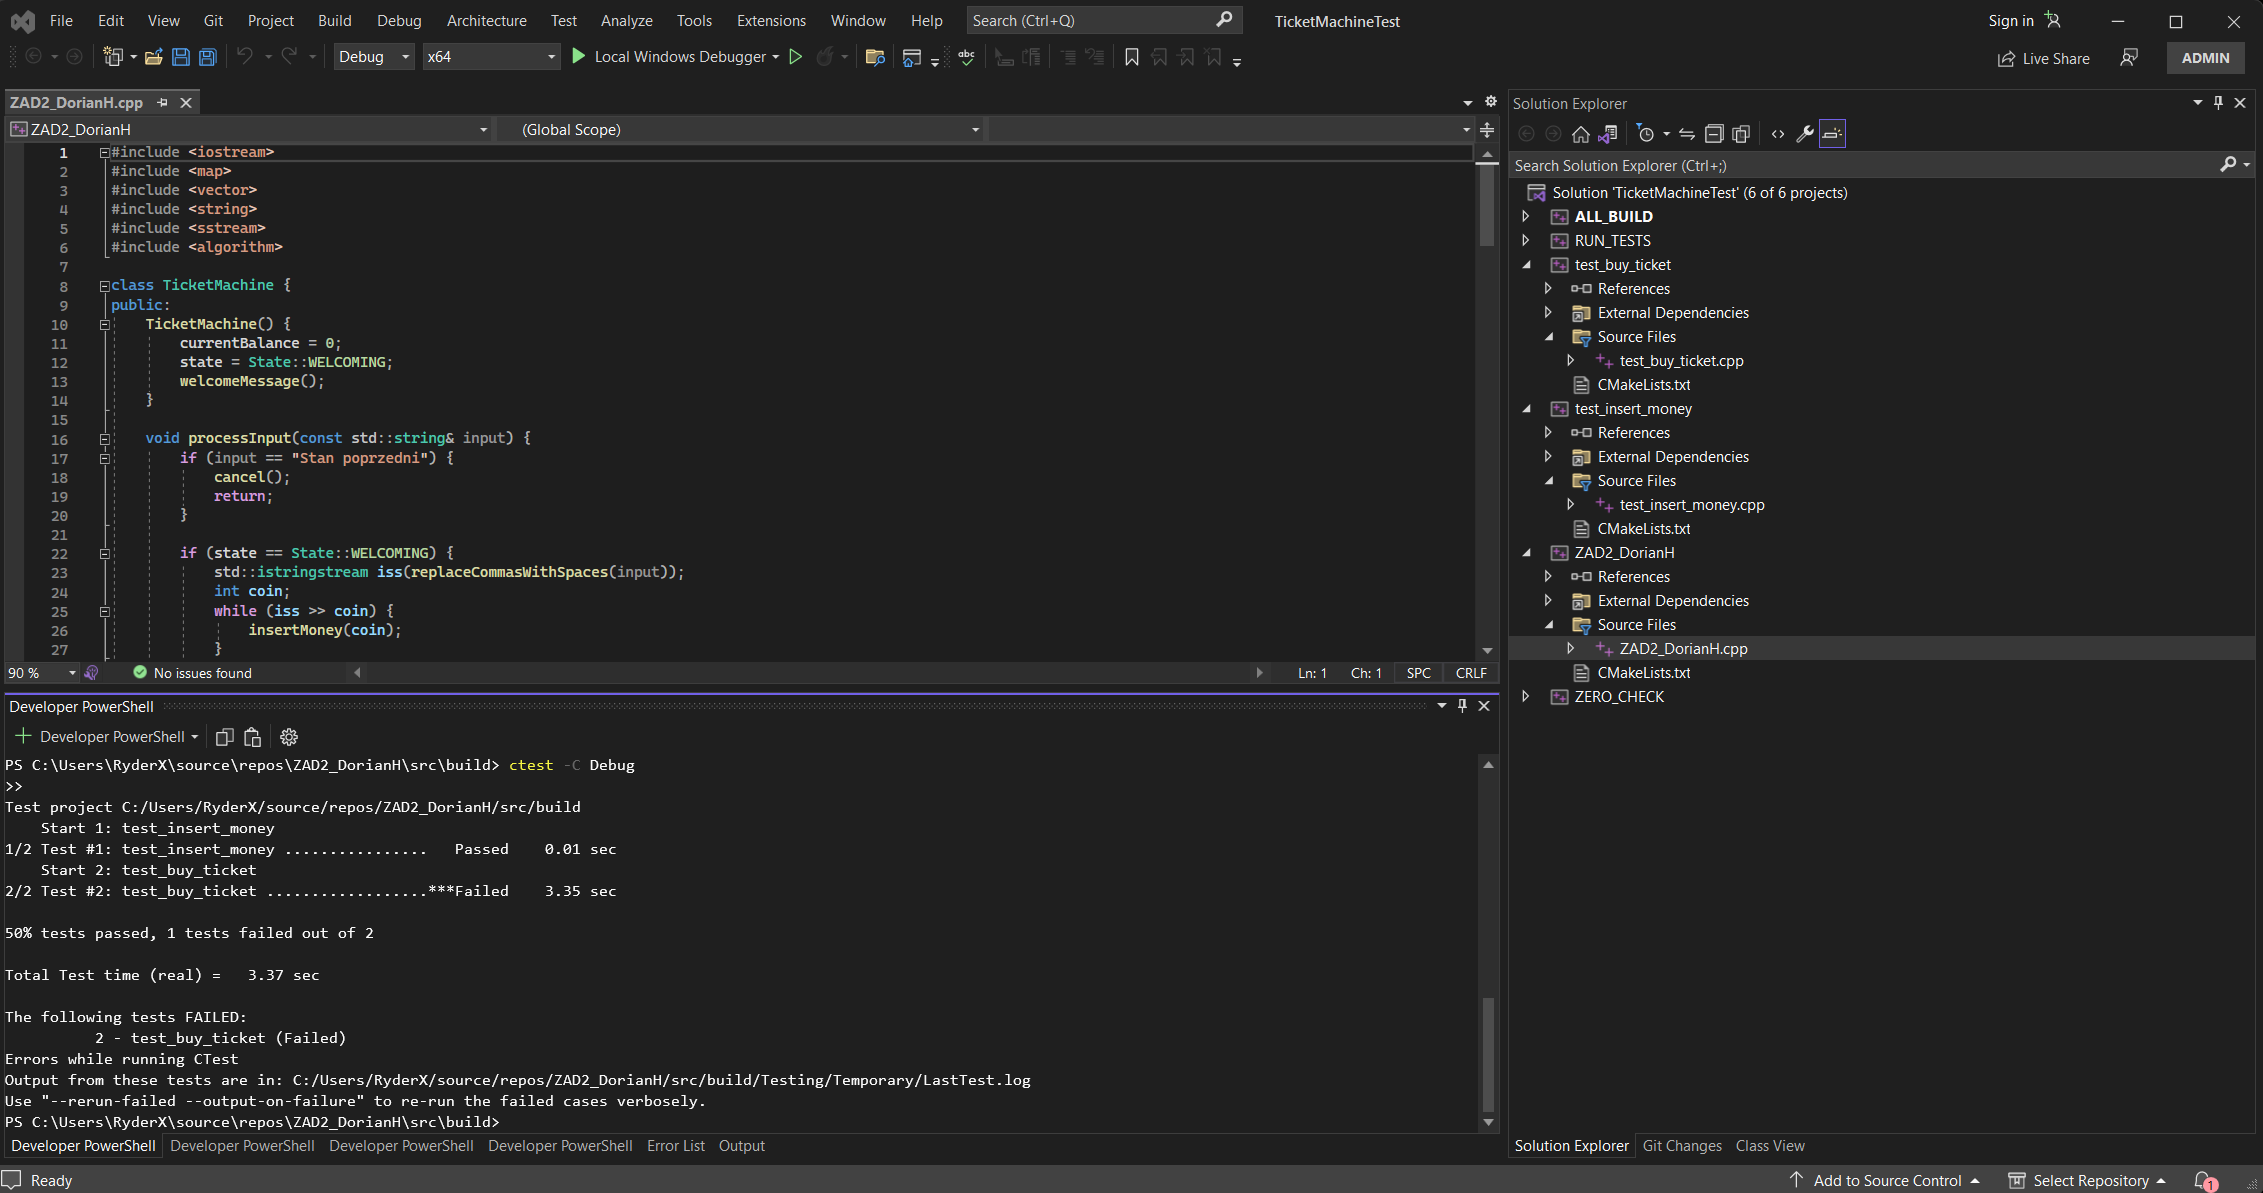 File Edit View Git Project Build Debug Architecture Test Analyze Tools Extensions Window Help Search (Ctrl+Q) TicketMachineTest Sign in
Debug x64 Local Windows Debugger abc Live Share ADMIN
ZAD2_DorianH.cpp
ZAD2_DorianH (Global Scope)
1 #include <iostream>
2 #include <map>
3 #include <vector>
4 #include <string>
5 #include <sstream>
6 #include <algorithm>
7
8 class TicketMachine {
9 public:
10 TicketMachine() {
11 currentBalance = 0;
12 state = State::WELCOMING;
13 welcomeMessage();
14 }
15
16 void processInput(const std::string& input) {
17 if (input == "Stan poprzedni") {
18 cancel();
19 return;
20 }
21
22 if (state == State::WELCOMING) {
23 std::istringstream iss(replaceCommasWithSpaces(input));
24 int coin;
25 while (iss >> coin) {
26 insertMoney(coin);
27 }
90 % No issues found Ln: 1 Ch: 1 SPC CRLF
Developer PowerShell
Developer PowerShell
PS C:\Users\RyderX\source\repos\ZAD2_DorianH\src\build> ctest -C Debug
>>
Test project C:/Users/RyderX/source/repos/ZAD2_DorianH/src/build
Start 1: test_insert_money
1/2 Test #1: test_insert_money ................   Passed    0.01 sec
Start 2: test_buy_ticket
2/2 Test #2: test_buy_ticket ..................***Failed    3.35 sec
50% tests passed, 1 tests failed out of 2
Total Test time (real) =   3.37 sec
The following tests FAILED:
2 - test_buy_ticket (Failed)
Errors while running CTest
Output from these tests are in: C:/Users/RyderX/source/repos/ZAD2_DorianH/src/build/Testing/Temporary/LastTest.log
Use "--rerun-failed --output-on-failure" to re-run the failed cases verbosely.
PS C:\Users\RyderX\source\repos\ZAD2_DorianH\src\build>
Developer PowerShell Developer PowerShell Developer PowerShell Developer PowerShell Error List Output
Solution Explorer
Search Solution Explorer (Ctrl+;)
Solution 'TicketMachineTest' (6 of 6 projects)
ALL_BUILD
RUN_TESTS
test_buy_ticket
References
External Dependencies
Source Files
test_buy_ticket.cpp
CMakeLists.txt
test_insert_money
References
External Dependencies
Source Files
test_insert_money.cpp
CMakeLists.txt
ZAD2_DorianH
References
External Dependencies
Source Files
ZAD2_DorianH.cpp
CMakeLists.txt
ZERO_CHECK
Solution Explorer Git Changes Class View
Ready Add to Source Control Select Repository 1